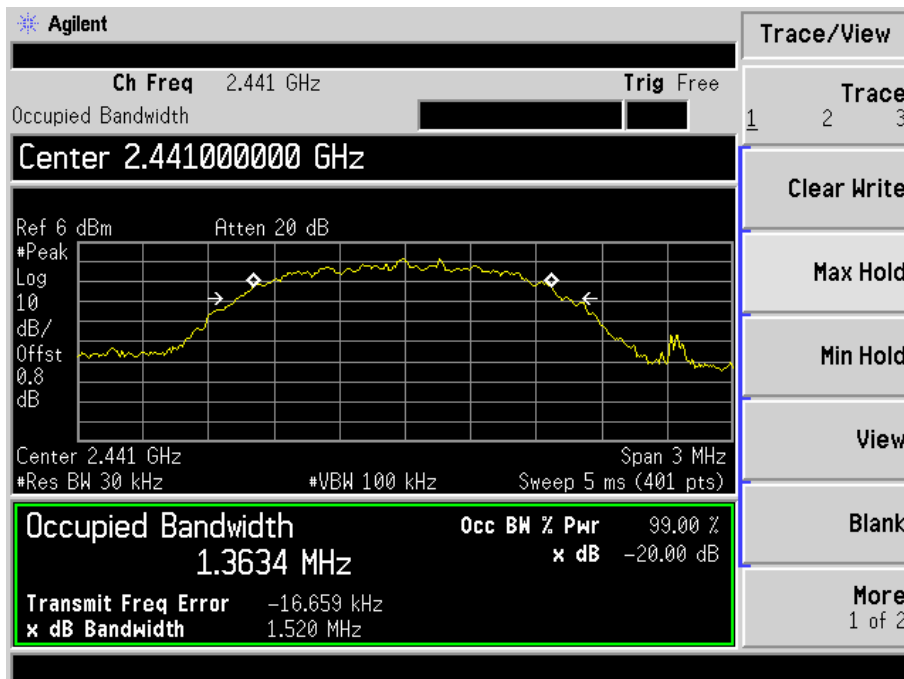 Agilent
Trace/View
Ch Freq 2.441 GHz Trig Free
Occupied Bandwidth
Center 2.441000000 GHz
Ref 6 dBm Atten 20 dB
#Peak
Log
10
dB/
Offst
0.8
dB
Center 2.441 GHz Span 3 MHz
#Res BW 30 kHz #VBW 100 kHz Sweep 5 ms (401 pts)
Occupied Bandwidth
1.3634 MHz
Occ BW % Pwr 99.00 %
x dB -20.00 dB
Transmit Freq Error -16.659 kHz
x dB Bandwidth 1.520 MHz
Trace
1 2 3
Clear Write
Max Hold
Min Hold
View
Blank
More
1 of 2